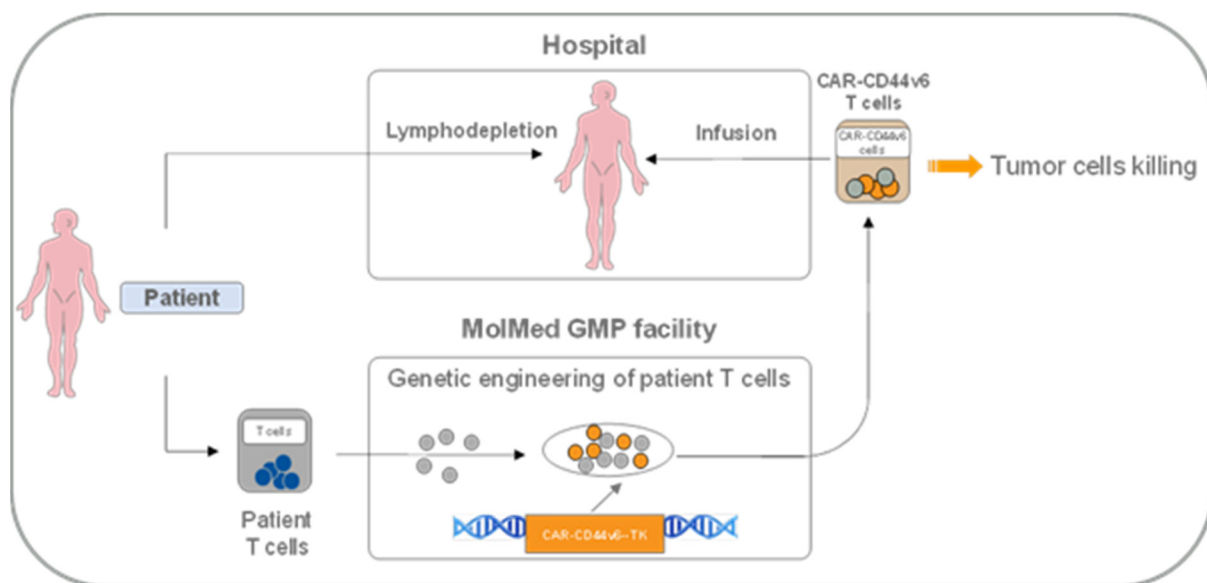 Hospital
CAR-CD44v6
T cells
Lymphodepletion
Infusion
CAR-CD44v6
cells
Tumor cells killing
Patient
MolMed GMP facility
Genetic engineering of patient T cells
T cells
Patient
T cells
CAR-CD44v6--TK